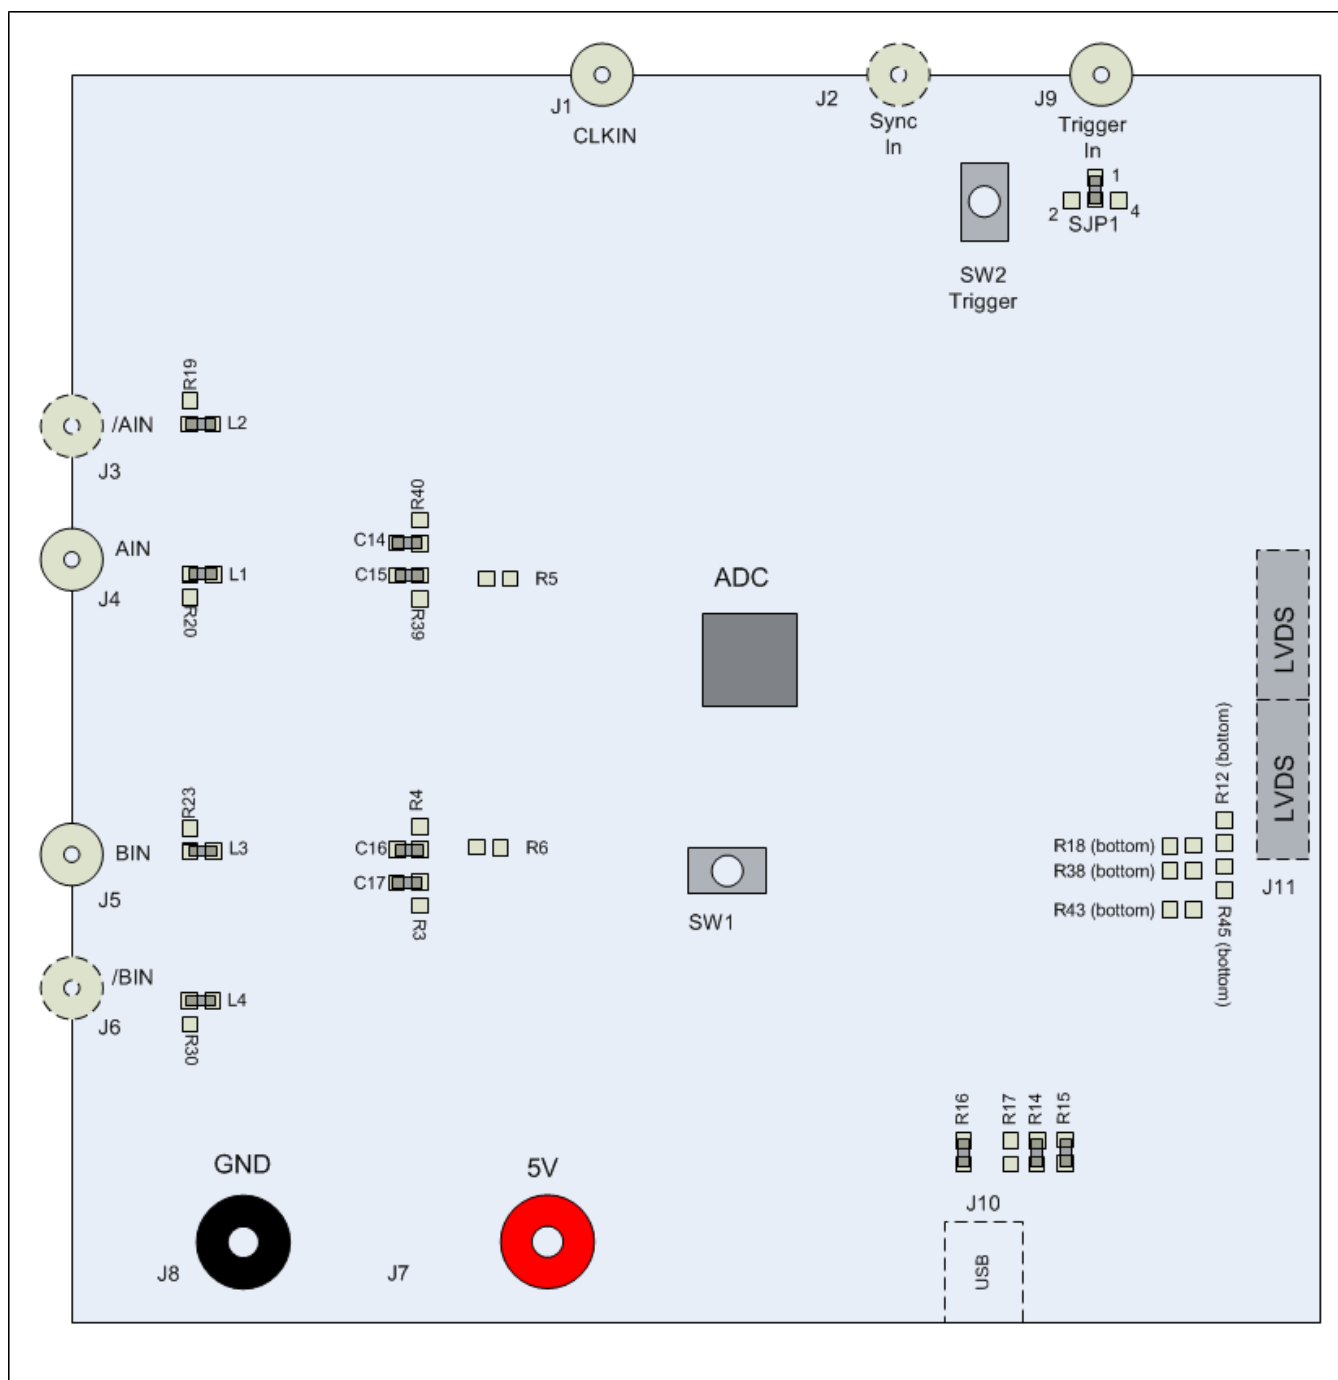 J1
CLKIN
J2
Sync
In
J9
Trigger
In
1
2
4
SJP1
SW2
Trigger
R19
/AIN
L2
J3
R40
C14
AIN
L1
C15
R5
J4
R20
R39
ADC
LVDS
LVDS
J11
R12 (bottom)
R23
R4
BIN
L3
C16
R6
R18 (bottom)
C17
R38 (bottom)
J5
R3
SW1
R43 (bottom)
R45 (bottom)
/BIN
L4
J6
R30
R16
R17
R14
R15
GND
5V
J10
J8
J7
USB